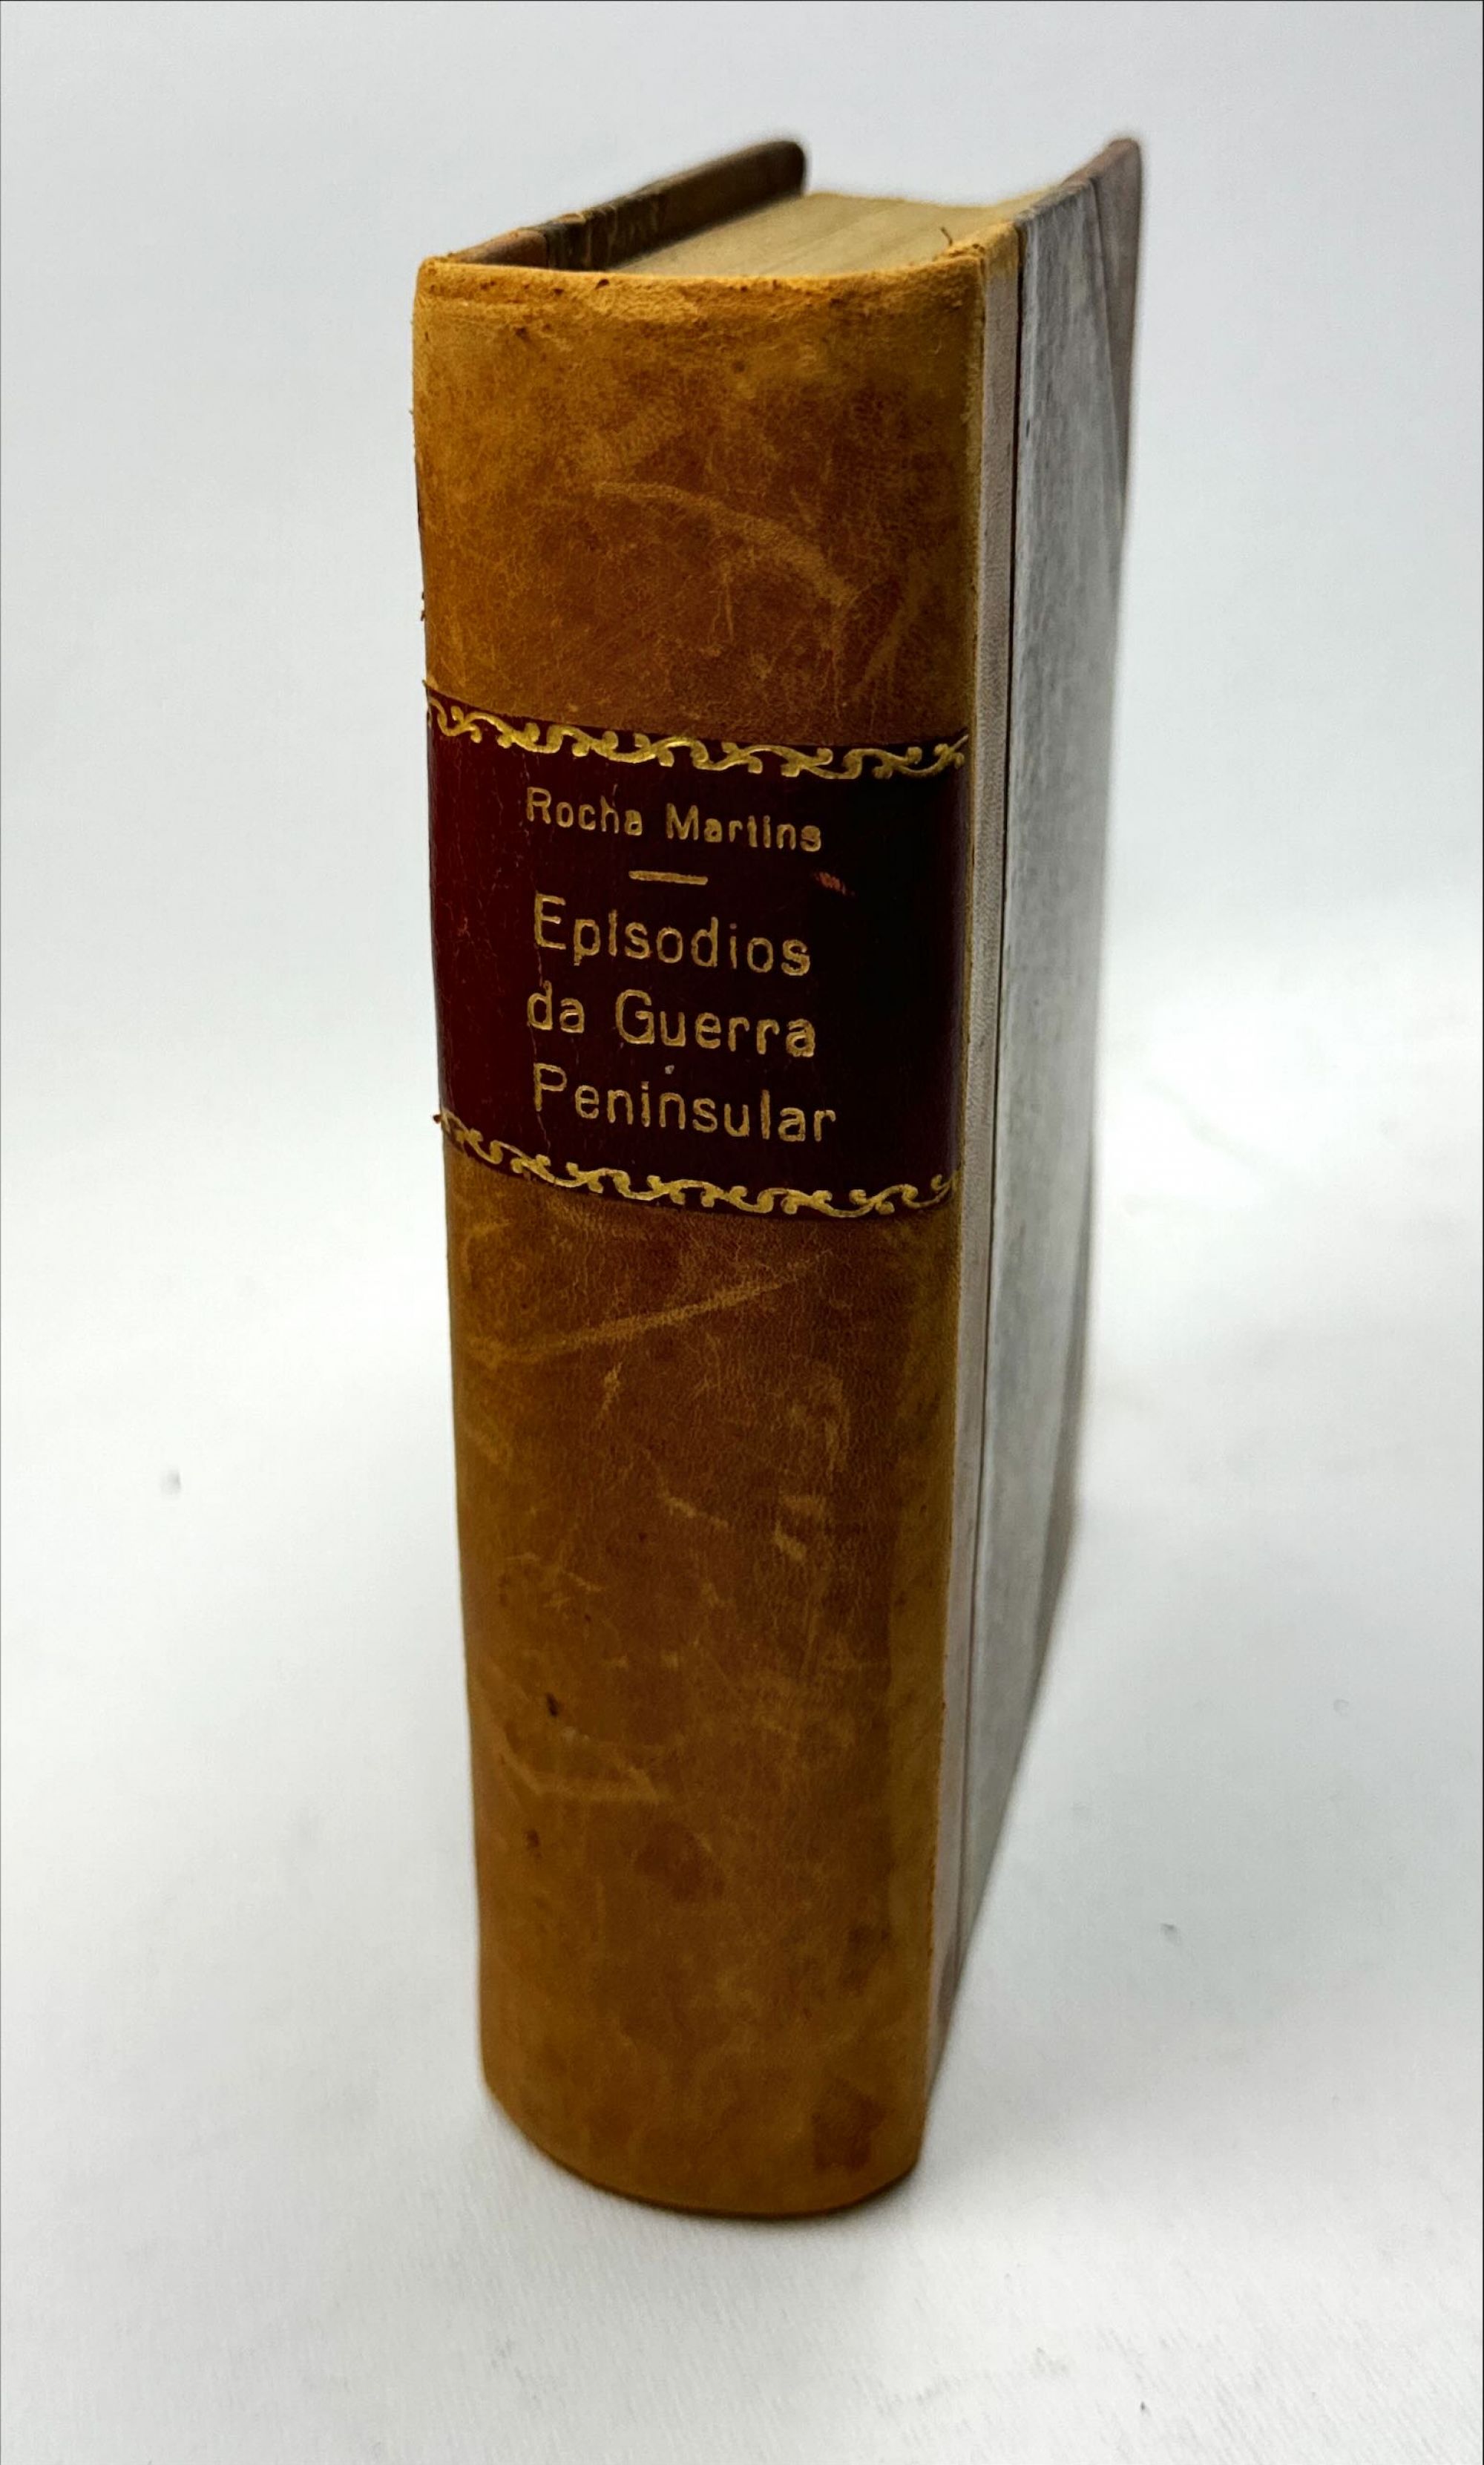 Rocha Martins
Episodios
da Guerra
Peninsular